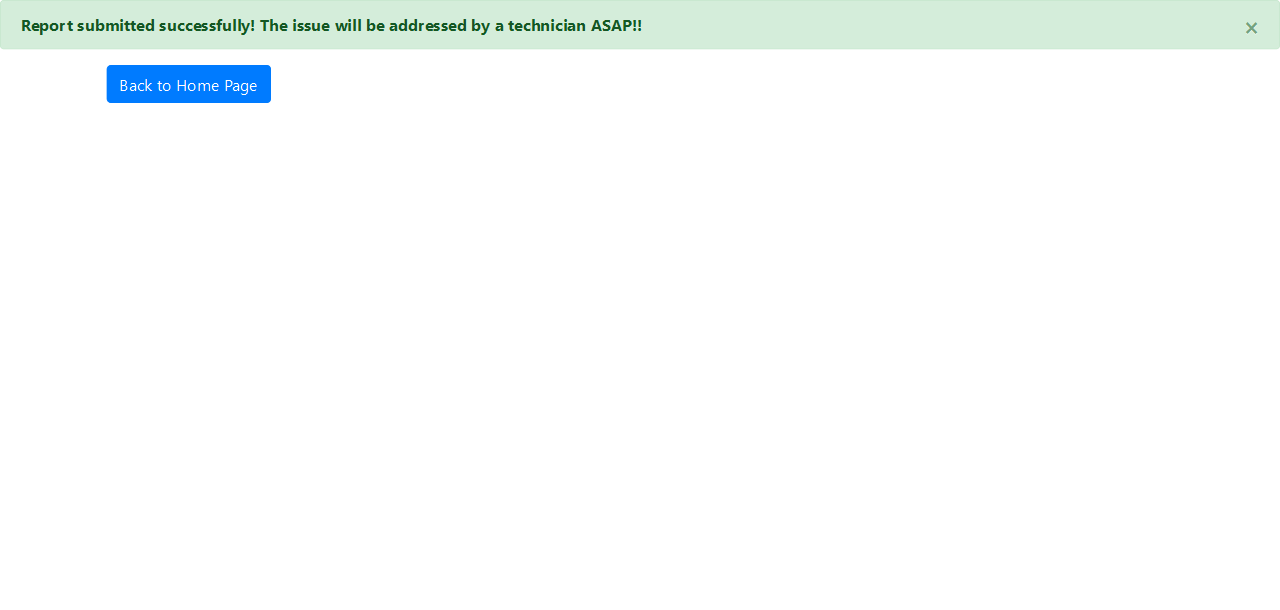 Report submitted successfully! The issue will be addressed by a technician ASAP!!
×
Back to Home Page